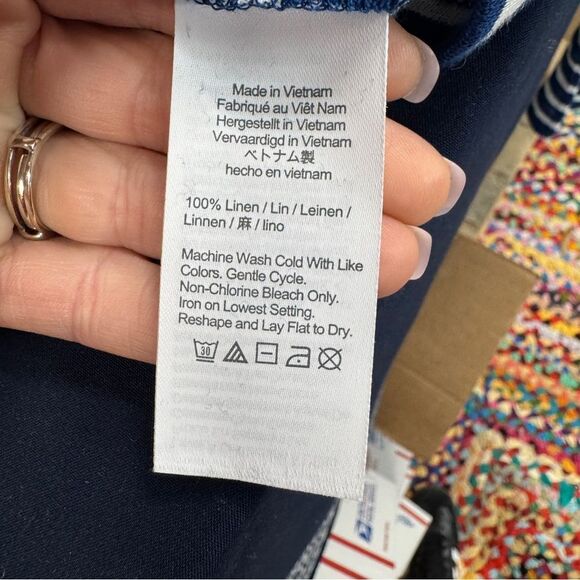 Made in Vietnam
Fabriqué au Viêt Nam
Hergestellt in Vietnam
Vervaardigd in Vietnam
ベトナム製
hecho en vietnam
100% Linen / Lin / Leinen /
Linnen / 麻 / lino
Machine Wash Cold With Like
Colors. Gentle Cycle.
Non-Chlorine Bleach Only.
Iron on Lowest Setting.
Reshape and Lay Flat to Dry.
30